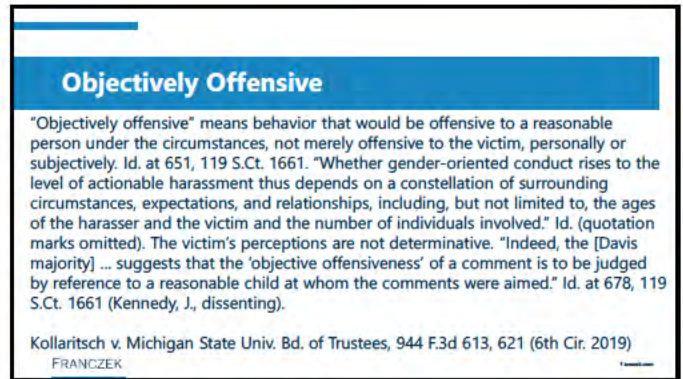 Objectively Offensive
"Objectively offensive" means behavior that would be offensive to a reasonable
person under the circumstances, not merely offensive to the victim, personally or
subjectively. Id. at 651, 119 S.Ct. 1661. "Whether gender-oriented conduct rises to the
level of actionable harassment thus depends on a constellation of surrounding
circumstances, expectations, and relationships, including, but not limited to, the ages
of the harasser and the victim and the number of individuals involved." Id. (quotation
marks omitted). The victim's perceptions are not determinative. "Indeed, the [Davis
majority] ... suggests that the 'objective offensiveness' of a comment is to be judged
by reference to a reasonable child at whom the comments were aimed." Id. at 678, 119
S.Ct. 1661 (Kennedy, J., dissenting).
Kollaritsch v. Michigan State Univ. Bd. of Trustees, 944 F.3d 613, 621 (6th Cir. 2019)
FRANCZEK